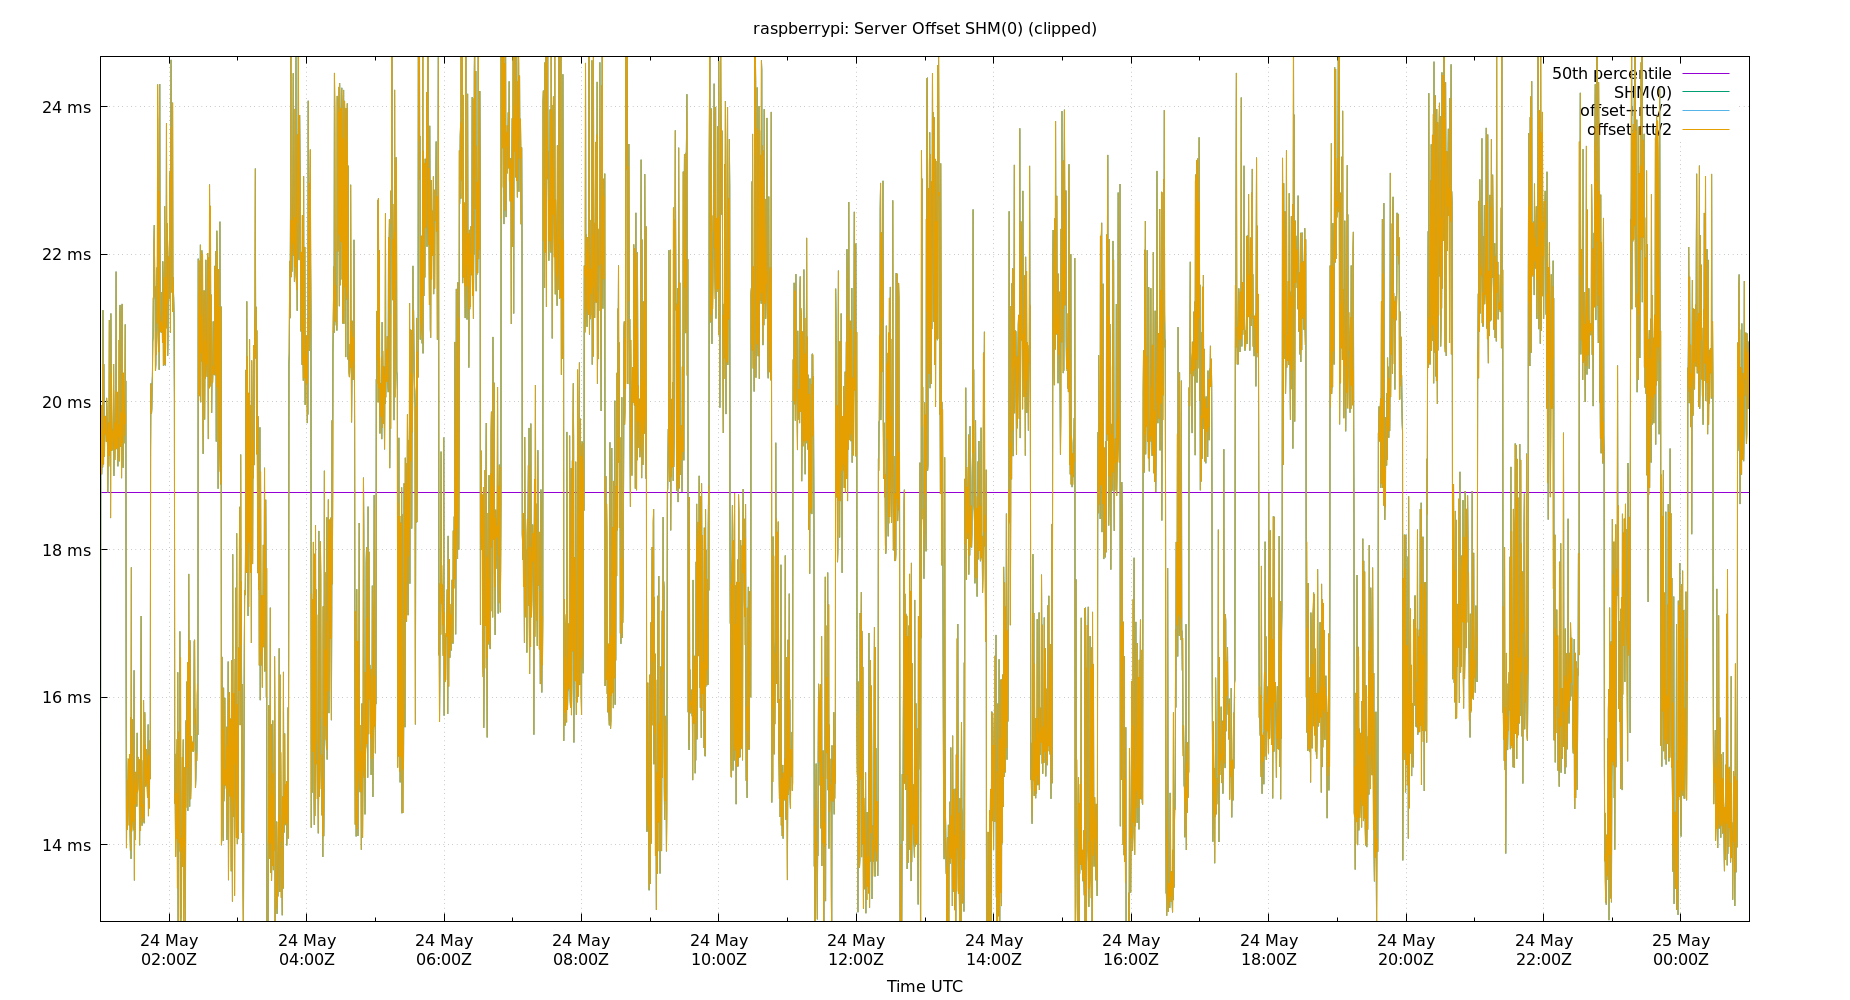 raspberrypi: Server Offset SHM(0) (clipped)
50th percentile
SHM(0)
offset+rtt/2
offset-rtt/2
24 ms
22 ms
20 ms
18 ms
16 ms
14 ms
24 May 24 May 24 May 24 May 24 May 24 May 24 May 24 May 24 May 24 May 24 May 25 May
02:00Z 04:00Z 06:00Z 08:00Z 10:00Z 12:00Z 14:00Z 16:00Z 18:00Z 20:00Z 22:00Z 00:00Z
Time UTC